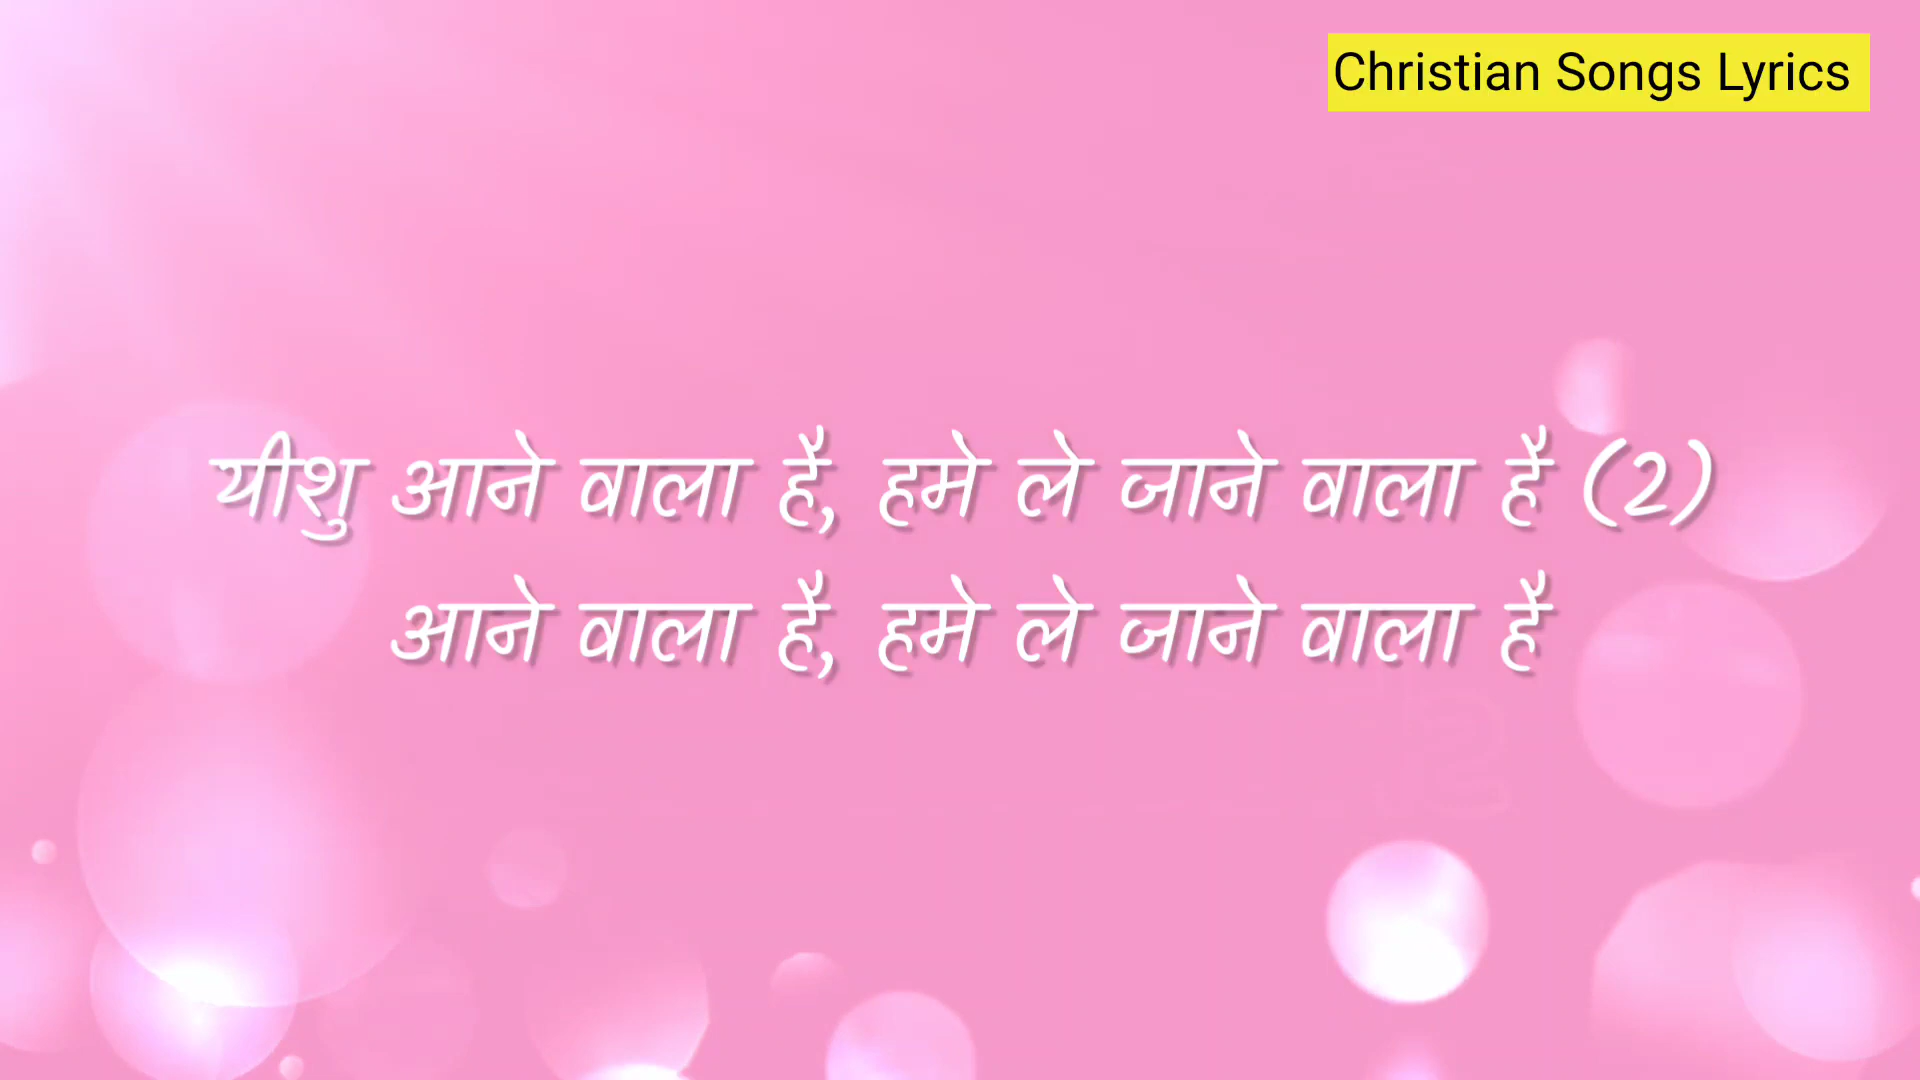 Christian Songs Lyrics
यीशु आने वाला है, हमे ले जाने वाला है (2)
आने वाला है, हमे ले जाने वाला है